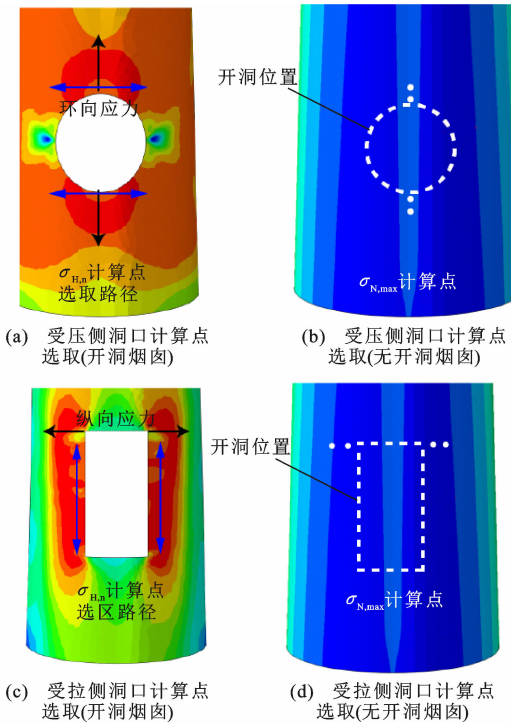 环向应力
σH,n计算点
选取路径
开洞位置
σN,max计算点
(a) 受压侧洞口计算点
选取(开洞烟囱)
(b) 受压侧洞口计算点
选取(无开洞烟囱)
纵向应力
σH,n计算点
选区路径
开洞位置
σN,max计算点
(c) 受拉侧洞口计算点
选取(开洞烟囱)
(d) 受拉侧洞口计算点
选取(无开洞烟囱)